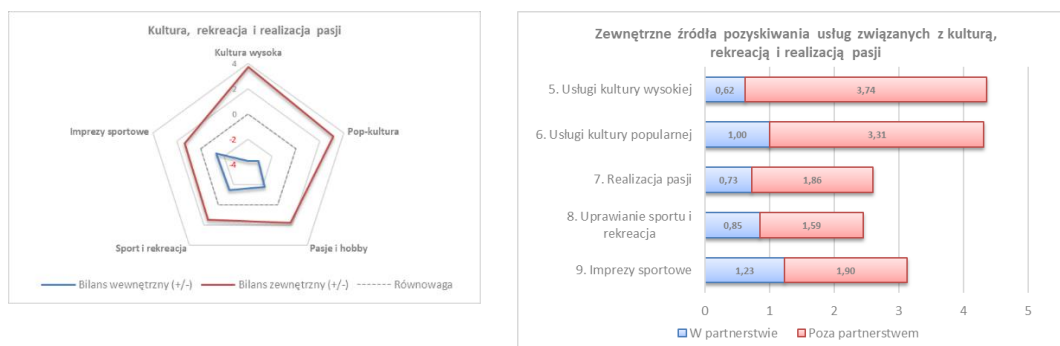 Kultura, rekreacja i realizacja pasji
Kultura wysoka
4
2
0
-2
-4
Pop-kultura
Imprezy sportowe
Sport i rekreacja
Pasje i hobby
Bilans wewnętrzny (+/-)
Bilans zewnętrzny (+/-)
Równowaga
Zewnętrzne źródła pozyskiwania usług związanych z kulturą,
rekreacją i realizacją pasji
5. Usługi kultury wysokiej
0,62
3,74
6. Usługi kultury popularnej
1,00
3,31
7. Realizacja pasji
0,73
1,86
8. Uprawianie sportu i
rekreacja
0,85
1,59
9. Imprezy sportowe
1,23
1,90
0 1 2 3 4 5
W partnerstwie
Poza partnerstwem